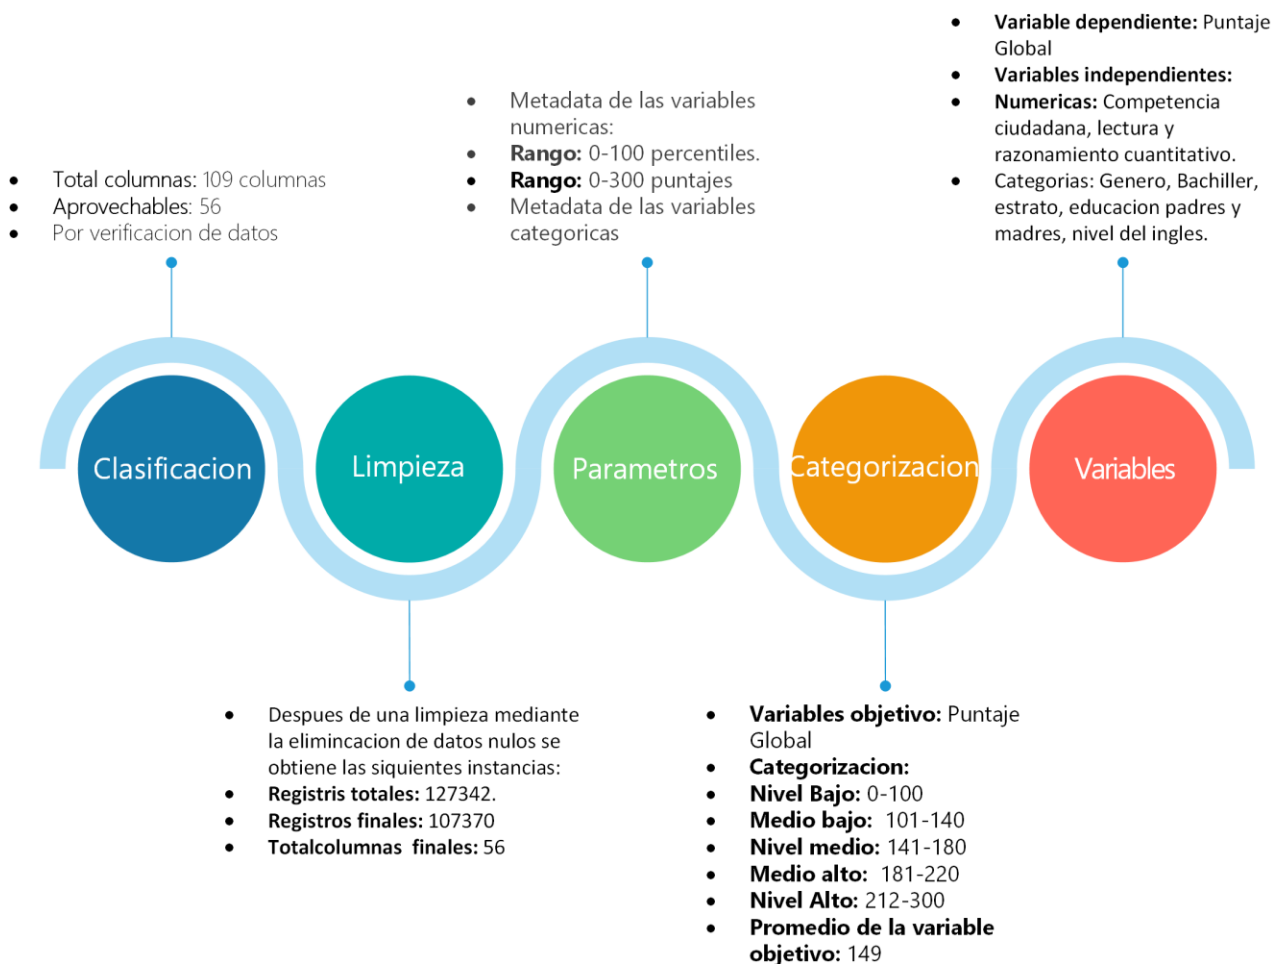 • Total columnas: 109 columnas
• Aprovechables: 56
• Por verificacion de datos
• Metadata de las variables
numericas:
• Rango: 0-100 percentiles.
• Rango: 0-300 puntajes
• Metadata de las variables
categoricas
• Variable dependiente: Puntaje
Global
• Variables independientes:
• Numericas: Competencia
ciudadana, lectura y
razonamiento cuantitativo.
• Categorias: Genero, Bachiller,
estrato, educacion padres y
madres, nivel del ingles.
Clasificacion
Limpieza
Parametros
Categorizacion
Variables
• Despues de una limpieza mediante
la elimincacion de datos nulos se
obtiene las siquientes instancias:
• Registris totales: 127342.
• Registros finales: 107370
• Totalcolumnas finales: 56
• Variables objetivo: Puntaje
Global
• Categorizacion:
• Nivel Bajo: 0-100
• Medio bajo: 101-140
• Nivel medio: 141-180
• Medio alto: 181-220
• Nivel Alto: 212-300
• Promedio de la variable
objetivo: 149